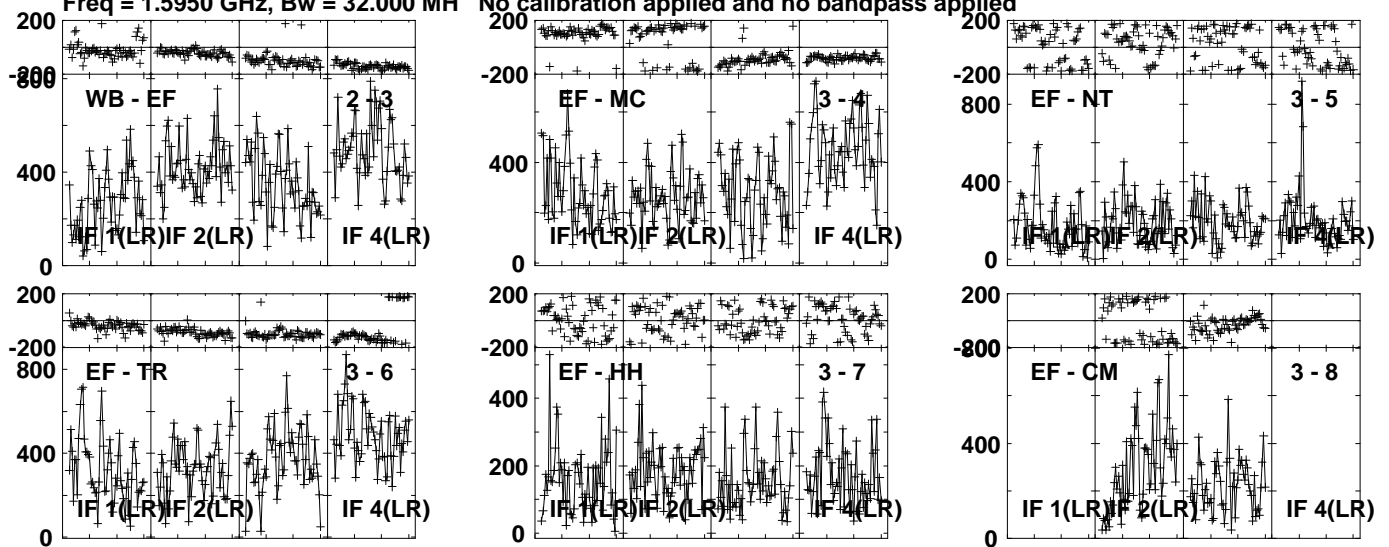 Freq = 1.5950 GHz, Bw = 32.000 MH No calibration applied and no bandpass applied
200
-200
800
WB - EF 2 - 3
400
IF 1(LR) IF 2(LR) IF 4(LR)
0
200
-200
EF - MC 3 - 4
400
IF 1(LR) IF 2(LR) IF 4(LR)
0
200
-200
800
EF - NT 3 - 5
400
IF 1(LR) IF 2(LR) IF 4(LR)
0
200
-200
800
EF - TR 3 - 6
400
IF 1(LR) IF 2(LR) IF 4(LR)
0
200
-200
EF - HH 3 - 7
400
200
IF 1(LR) IF 2(LR) IF 4(LR)
0
200
-200
800
EF - CM 3 - 8
400
IF 1(LR) IF 2(LR) IF 4(LR)
0